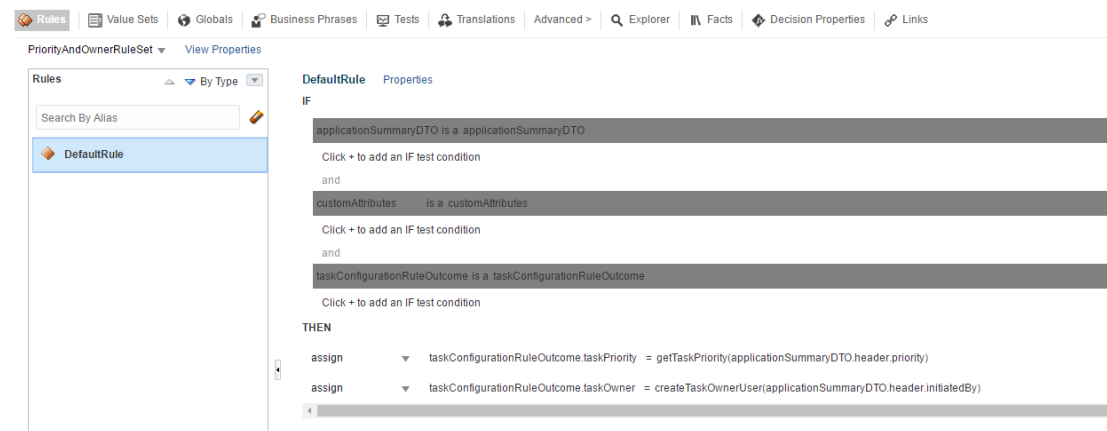 Rules Value Sets Globals Business Phrases Tests Translations Advanced > Explorer Facts Decision Properties Links
PriorityAndOwnerRuleSet View Properties
Rules By Type
Search By Alias
DefaultRule
DefaultRule Properties
IF
applicationSummaryDTO is a applicationSummaryDTO
Click + to add an IF test condition
and
customAttributes is a customAttributes
Click + to add an IF test condition
and
taskConfigurationRuleOutcome is a taskConfigurationRuleOutcome
Click + to add an IF test condition
THEN
assign taskConfigurationRuleOutcome.taskPriority = getTaskPriority(applicationSummaryDTO.header.priority)
assign taskConfigurationRuleOutcome.taskOwner = createTaskOwnerUser(applicationSummaryDTO.header.initiatedBy)